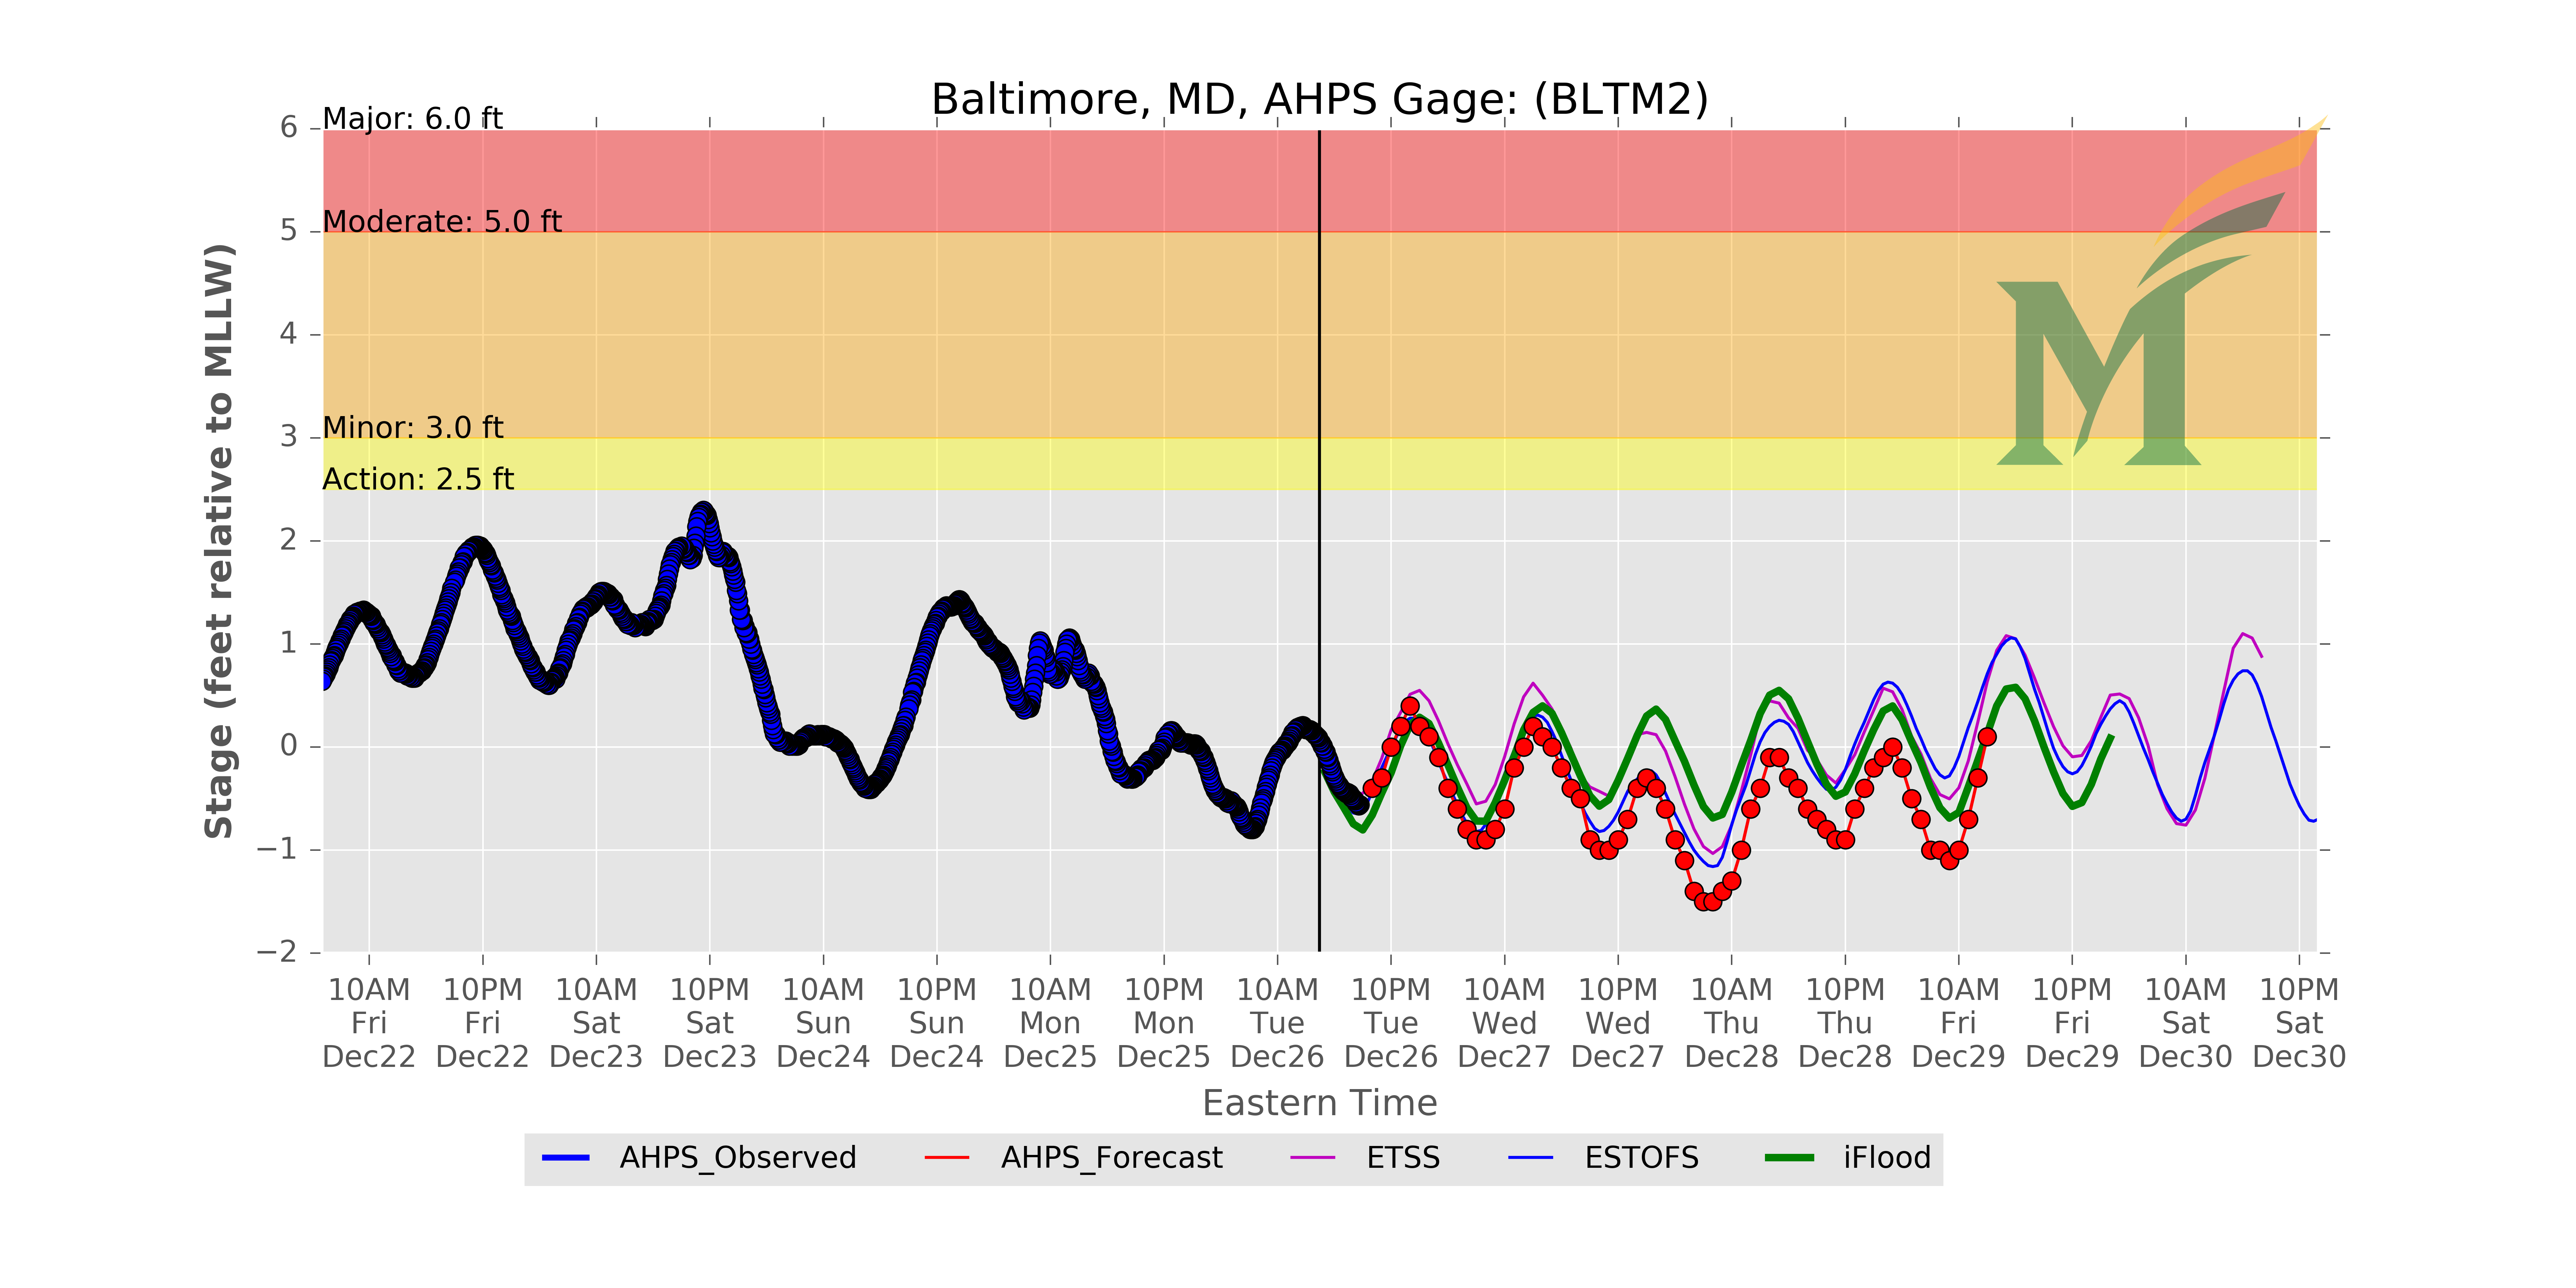 Baltimore, MD, AHPS Gage: (BLTM2)
Major: 6.0 ft
Moderate: 5.0 ft
Minor: 3.0 ft
Action: 2.5 ft
Stage (feet relative to MLLW)
6
5
4
3
2
1
0
−1
−2
10AM 10PM 10AM 10PM 10AM 10PM 10AM 10PM 10AM 10PM 10AM 10PM 10AM 10PM 10AM 10PM 10AM 10PM
Fri Fri Sat Sat Sun Sun Mon Mon Tue Tue Wed Wed Thu Thu Fri Fri Sat Sat
Dec22 Dec22 Dec23 Dec23 Dec24 Dec24 Dec25 Dec25 Dec26 Dec26 Dec27 Dec27 Dec28 Dec28 Dec29 Dec29 Dec30 Dec30
Eastern Time
AHPS_Observed AHPS_Forecast ETSS ESTOFS iFlood
M